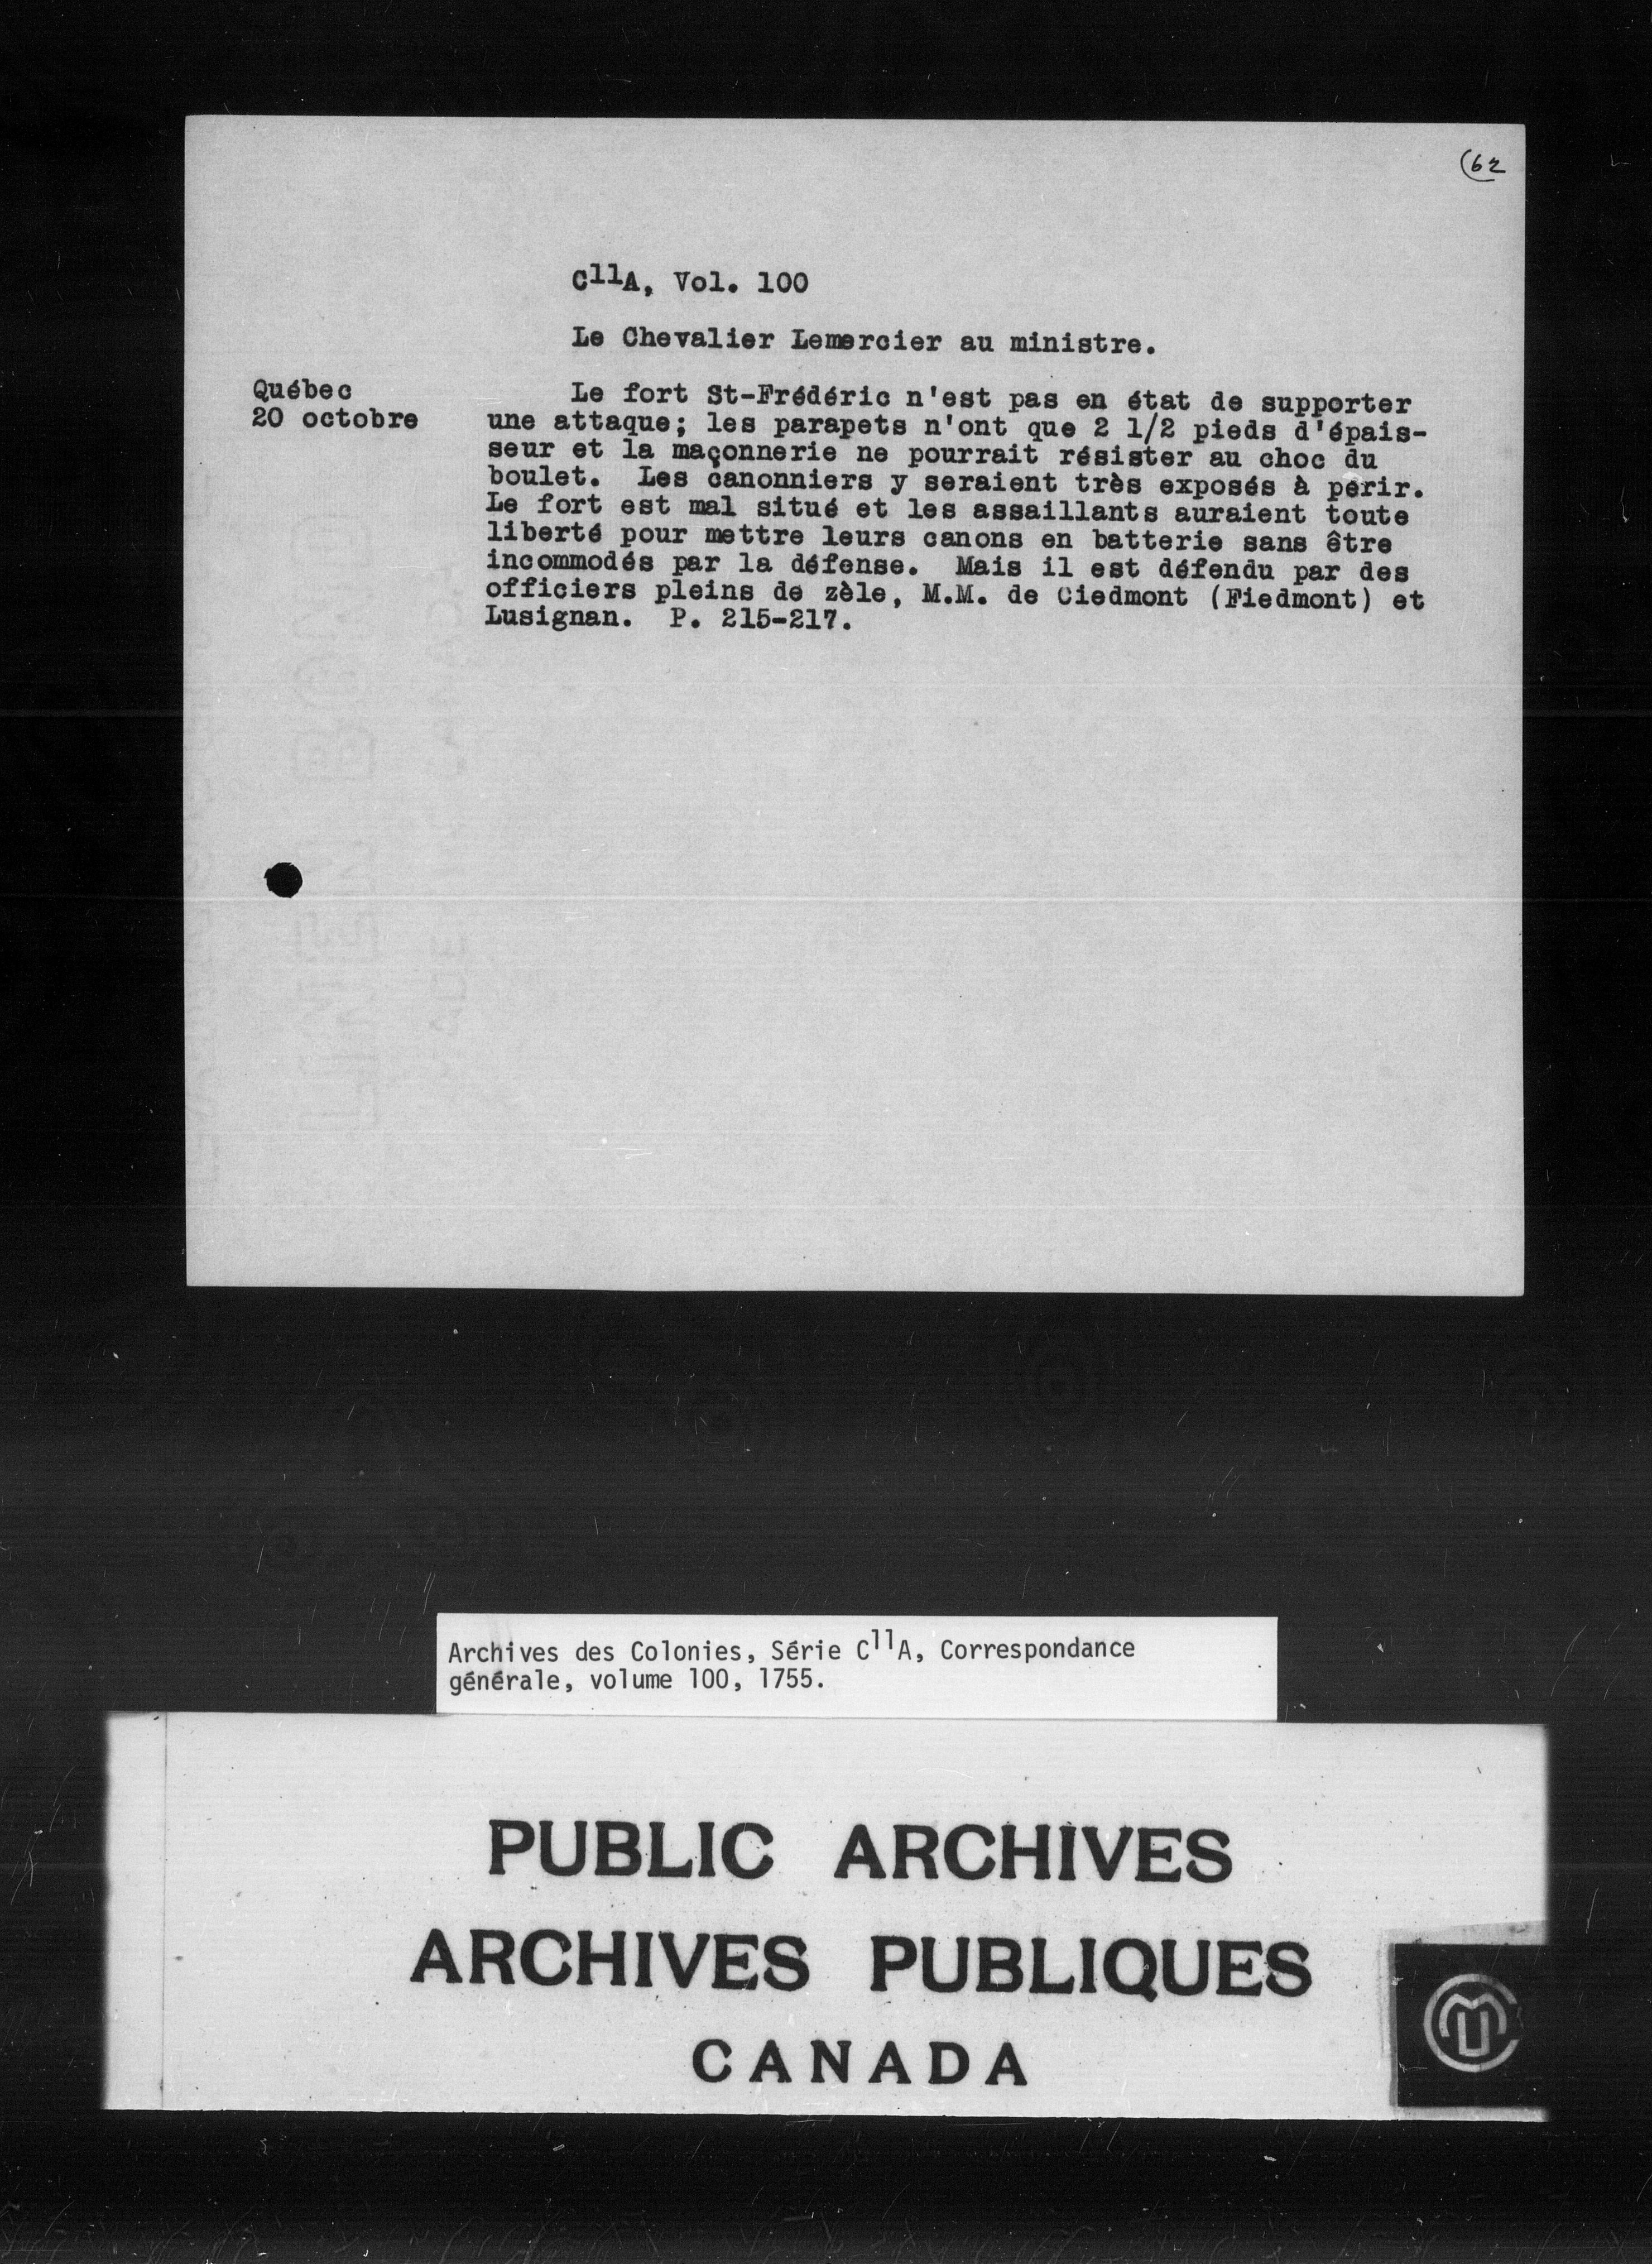 62
C11A, Vol. 100
Le Chevalier Lemercier au ministre.
Québec
20 octobre
Le fort St-Frédéric n'est pas en état de supporter
une attaque; les parapets n'ont que 2 1/2 pieds d'épais-
seur et la maçonnerie ne pourrait résister au choc du
boulet. Les canonniers y seraient très exposés à périr.
Le fort est mal situé et les assaillants auraient toute
liberté pour mettre leurs canons en batterie sans être
incommodés par la défense. Mais il est défendu par des
officiers pleins de zèle, M.M. de Ciedmont (Fiedmont) et
Lusignan. P. 215-217.
Archives des Colonies, Série C11A, Correspondance
générale, volume 100, 1755.
PUBLIC ARCHIVES
ARCHIVES PUBLIQUES
CANADA